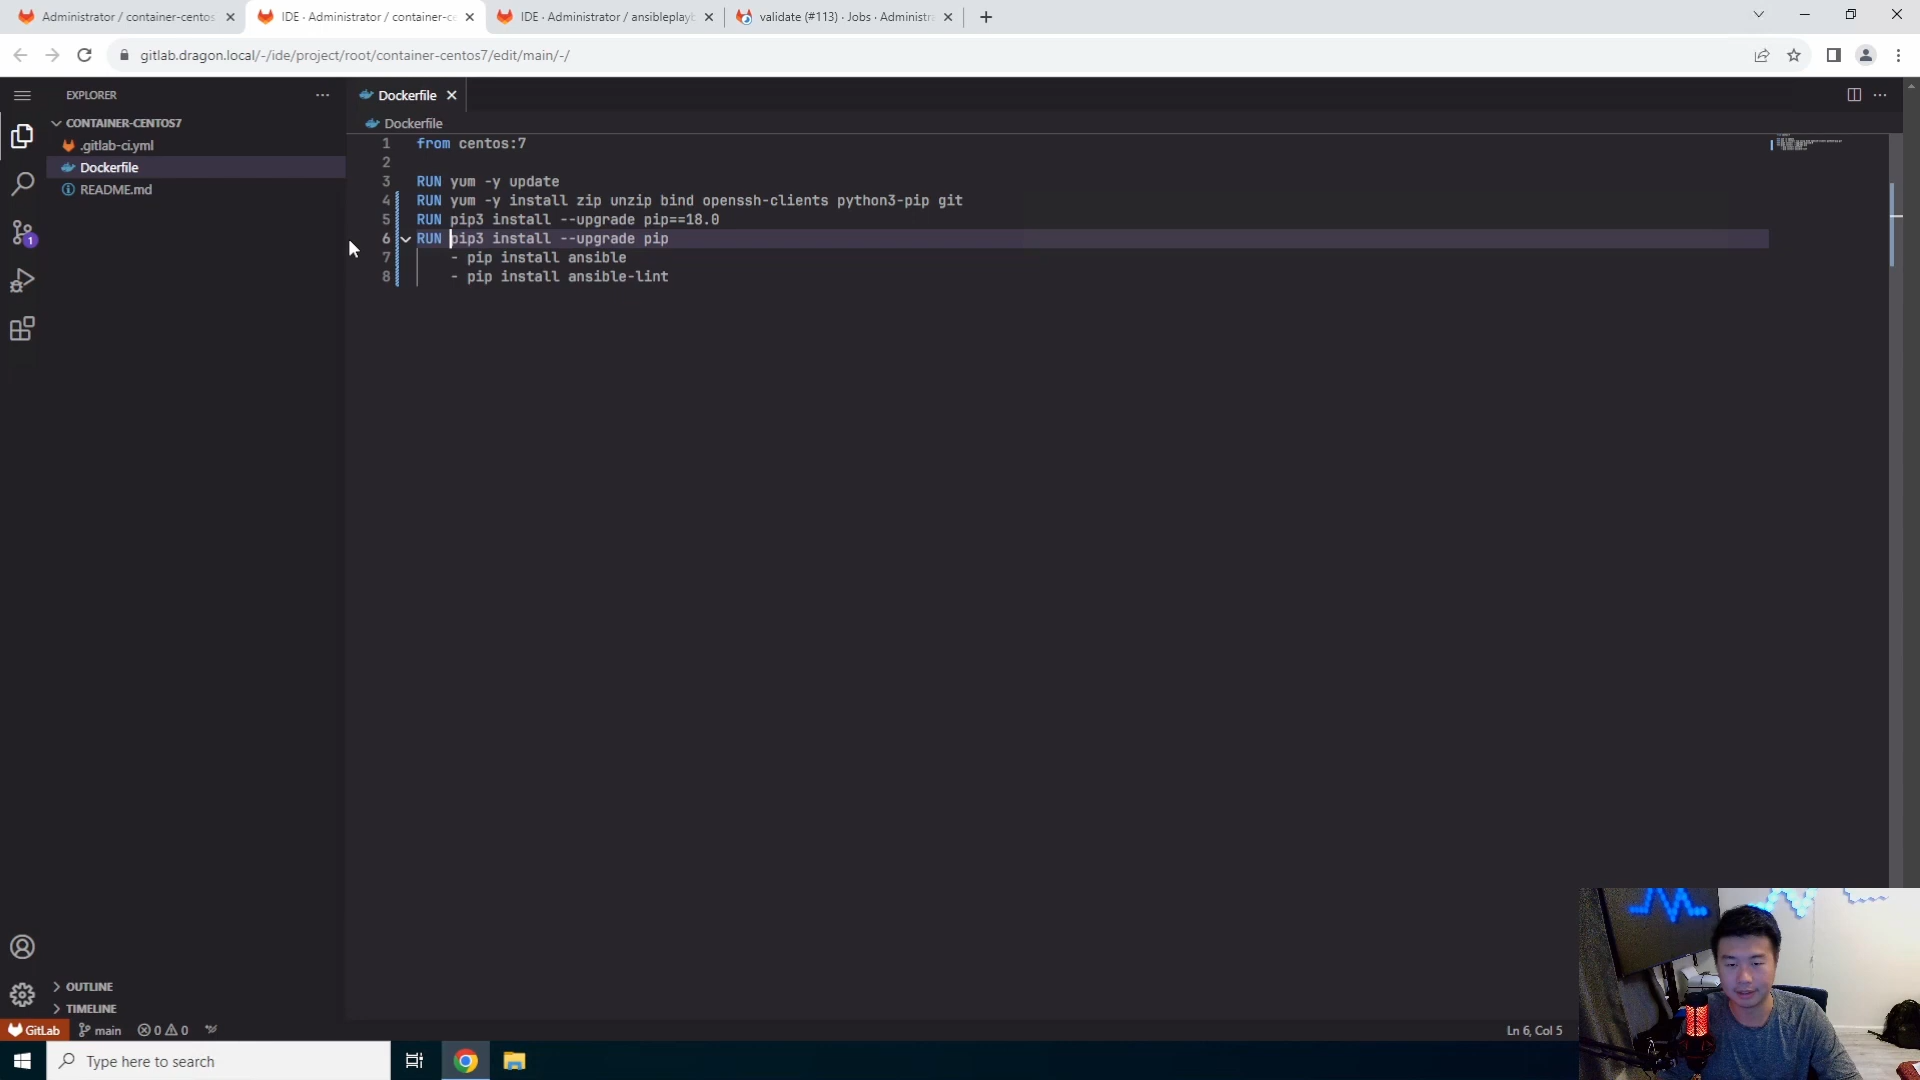 Administrator / container-centos
IDE · Administrator / container-ce
IDE · Administrator / ansibleplayb
validate (#113) · Jobs · Administra
gitlab.dragon.local/-/ide/project/root/container-centos7/edit/main/-/
EXPLORER
CONTAINER-CENTOS7
.gitlab-ci.yml
Dockerfile
README.md
Dockerfile
Dockerfile
1 from centos:7
2
3 RUN yum -y update
4 RUN yum -y install zip unzip bind openssh-clients python3-pip git
5 RUN pip3 install --upgrade pip==18.0
6 RUN pip3 install --upgrade pip
7 - pip install ansible
8 - pip install ansible-lint
1
OUTLINE
TIMELINE
GitLab main 0 0
Ln 6, Col 5
Type here to search